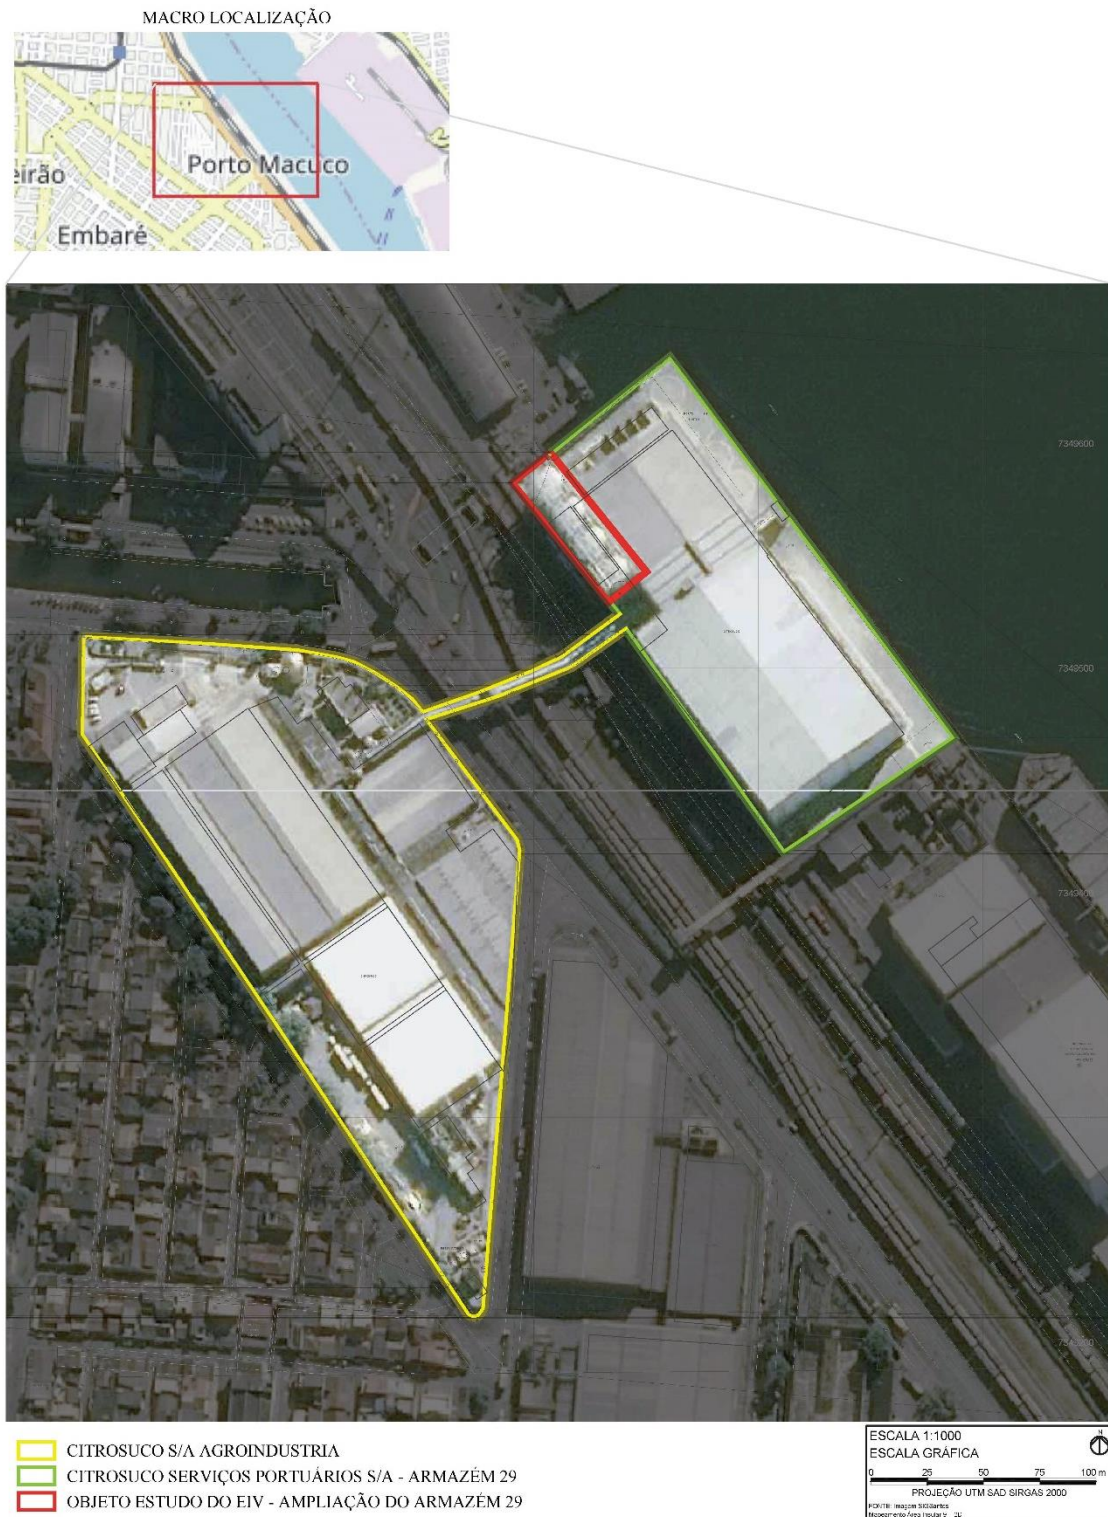 MACRO LOCALIZAÇÃO
Porto Macuco
eirão
Embaré
7349600
7349500
CITROSUCO S/A AGROINDUSTRIA
CITROSUCO SERVIÇOS PORTUÁRIOS S/A - ARMAZÉM 29
OBJETO ESTUDO DO EIV - AMPLIAÇÃO DO ARMAZÉM 29
ESCALA 1:1000
N
ESCALA GRÁFICA
0 25 50 75 100 m
PROJEÇÃO UTM SAD SIRGAS 2000